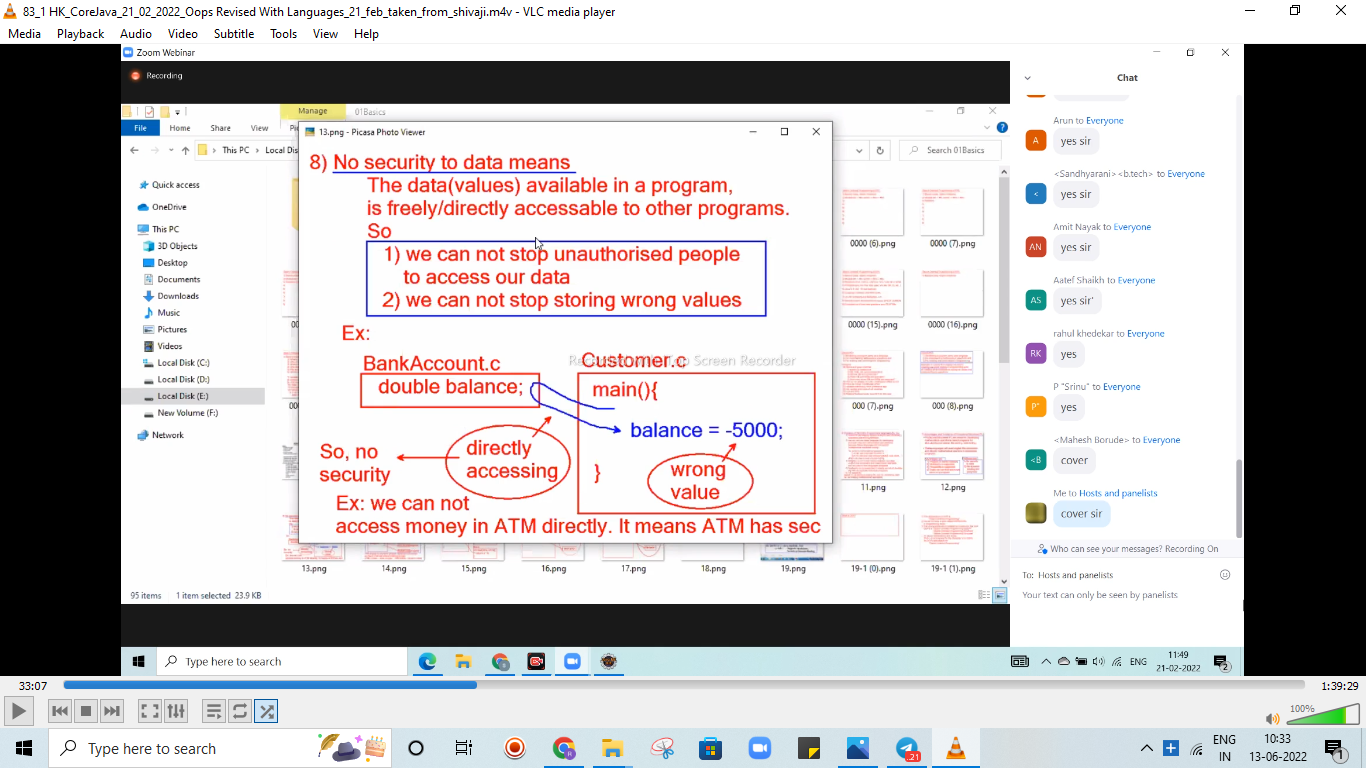 83_1 HK_CoreJava_21_02_2022_Oops Revised With Languages_21_feb_taken_from_shivaji.m4v - VLC media player
Media Playback Audio Video Subtitle Tools View Help
Zoom Webinar
Recording
Manage 01Basics
File Home Share View
This PC > Local Dis
Search 01Basics
Quick access
OneDrive
This PC
3D Objects
Desktop
Documents
Downloads
Music
Pictures
Videos
Local Disk (C:)
Local Disk (D:)
Local Disk (E:)
New Volume (F:)
Network
13.png - Picasa Photo Viewer
8) No security to data means
The data(values) available in a program,
is freely/directly accessable to other programs.
So
1) we can not stop unauthorised people
to access our data
2) we can not stop storing wrong values
Ex:
BankAccount.c
double balance;
Customer.c
main(){
balance = -5000;
}
directly
accessing
So, no
security
wrong
value
Ex: we can not
access money in ATM directly. It means ATM has sec
Screen Recorder
0000 (6).png 0000 (7).png
(15).png 0000 (16).png
000 (7).png 000 (8).png
11.png 12.png
13.png 14.png 15.png 16.png 17.png 18.png 19.png 19-1 (0).png 19-1 (1).png
95 items 1 item selected 23.9 KB
Chat
Arun to Everyone
A yes sir
<Sandhyarani> <b.tech> to Everyone
< yes sir
Amit Nayak to Everyone
AN yes sir
Aatef Shaikh to Everyone
AS yes sir'
rahul khedekar to Everyone
RK yes
P "Srinu" to Everyone
P" yes
<Mahesh Borude> to Everyone
<B cover
Me to Hosts and panelists
cover sir
Who can see your messages? Recording On
To: Hosts and panelists
Your text can only be seen by panelists
Type here to search
ENG
11:49
21-02-2022
2
33:07
1:39:29
100%
Type here to search
21
ENG
IN
10:33
13-06-2022
1